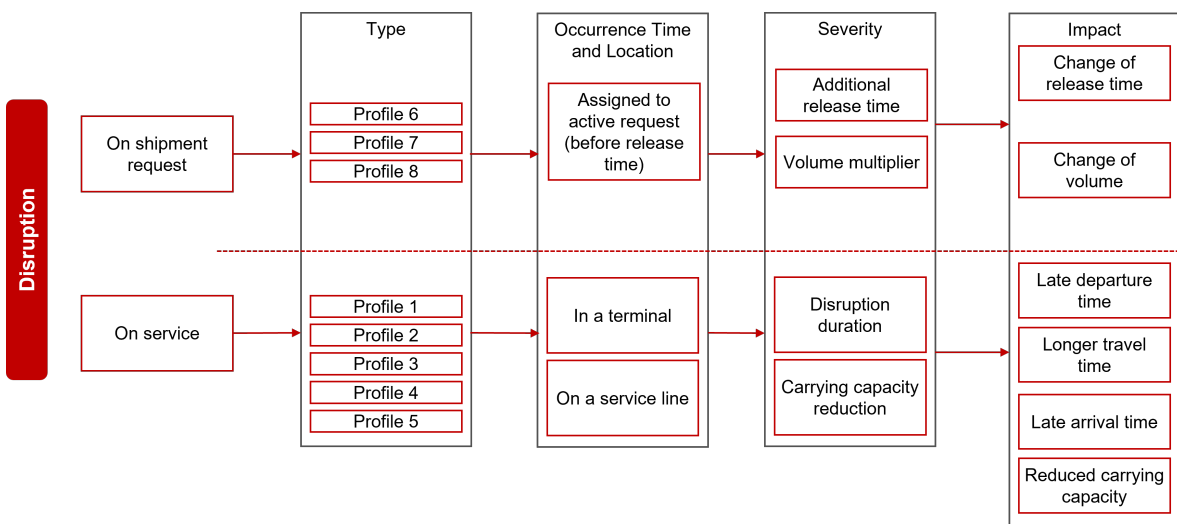 Disruption
Type
Occurrence Time
and Location
Severity
Impact
On shipment
request
Profile 6
Profile 7
Profile 8
Assigned to
active request
(before release
time)
Additional
release time
Volume multiplier
Change of
release time
Change of
volume
On service
Profile 1
Profile 2
Profile 3
Profile 4
Profile 5
In a terminal
On a service line
Disruption
duration
Carrying capacity
reduction
Late departure
time
Longer travel
time
Late arrival time
Reduced carrying
capacity